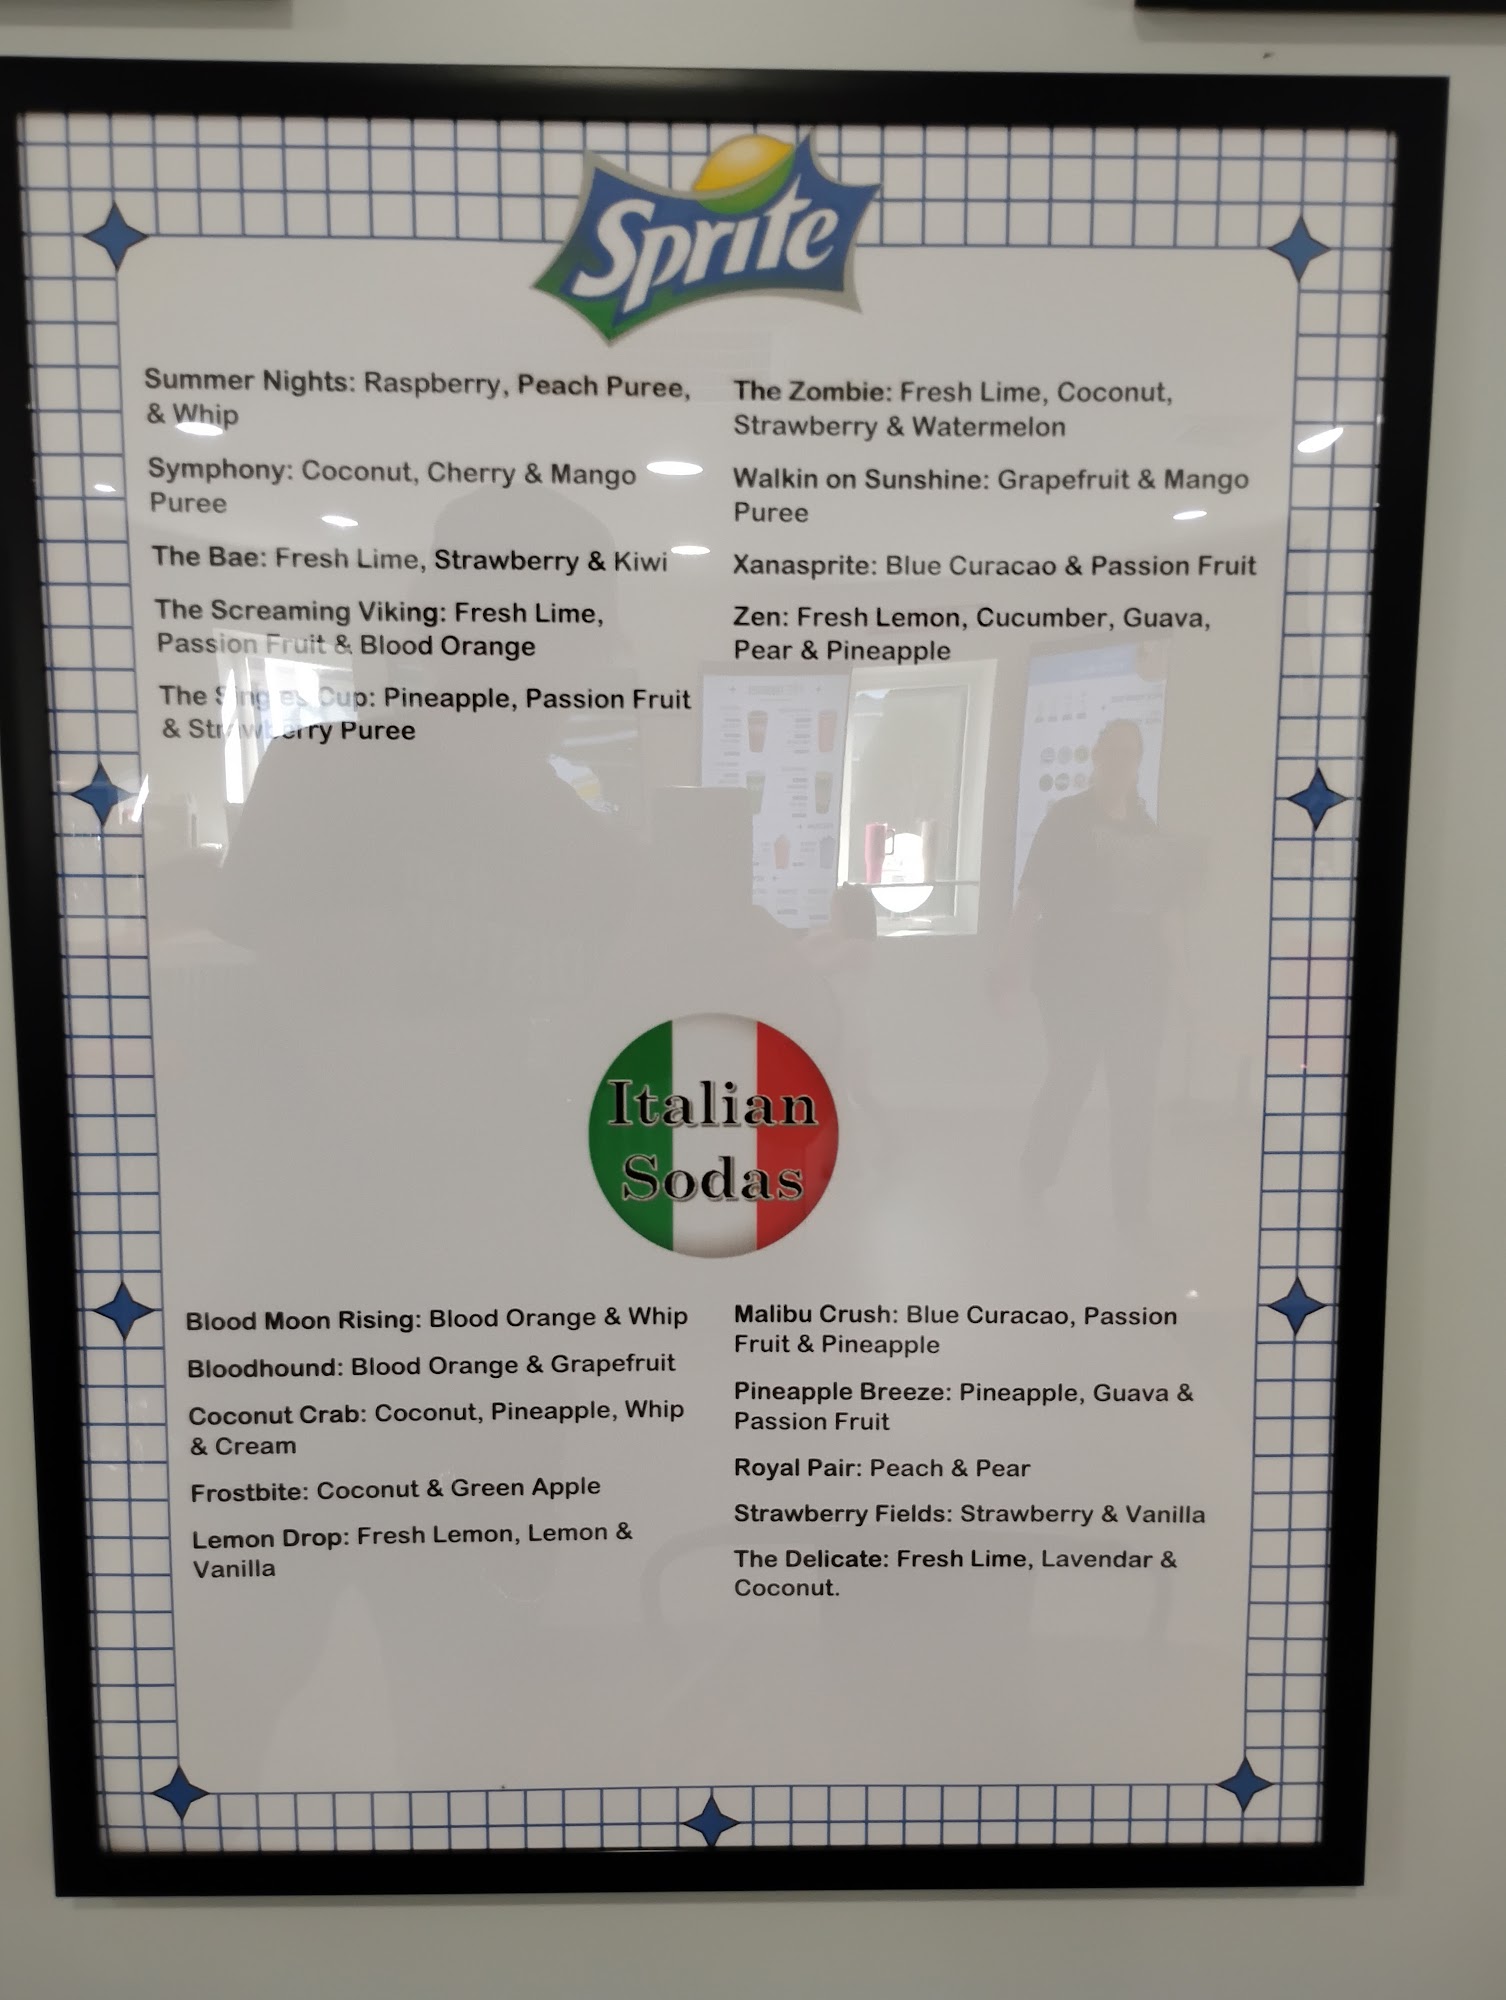 Sprite
Summer Nights: Raspberry, Peach Puree,
& Whip
Symphony: Coconut, Cherry & Mango
Puree
The Bae: Fresh Lime, Strawberry & Kiwi
The Screaming Viking: Fresh Lime,
Passion Fruit & Blood Orange
The Singles Cup: Pineapple, Passion Fruit
& Strawberry Puree
The Zombie: Fresh Lime, Coconut,
Strawberry & Watermelon
Walkin on Sunshine: Grapefruit & Mango
Puree
Xanasprite: Blue Curacao & Passion Fruit
Zen: Fresh Lemon, Cucumber, Guava,
Pear & Pineapple
Italian
Sodas
Blood Moon Rising: Blood Orange & Whip
Bloodhound: Blood Orange & Grapefruit
Coconut Crab: Coconut, Pineapple, Whip
& Cream
Frostbite: Coconut & Green Apple
Lemon Drop: Fresh Lemon, Lemon &
Vanilla
Malibu Crush: Blue Curacao, Passion
Fruit & Pineapple
Pineapple Breeze: Pineapple, Guava &
Passion Fruit
Royal Pair: Peach & Pear
Strawberry Fields: Strawberry & Vanilla
The Delicate: Fresh Lime, Lavendar &
Coconut.